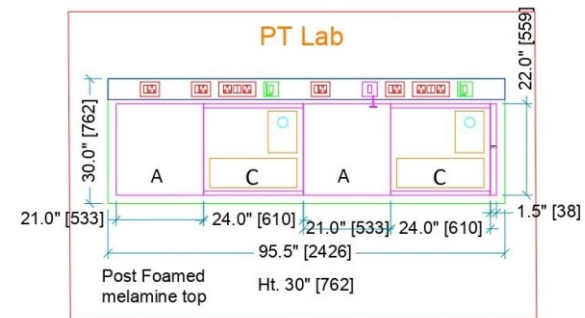 PT Lab
22.0" [559]
30.0" [762]
A
C
A
C
21.0" [533]
24.0" [610]
21.0" [533]
24.0" [610]
1.5" [38]
95.5" [2426]
Post Foamed
melamine top
Ht. 30" [762]